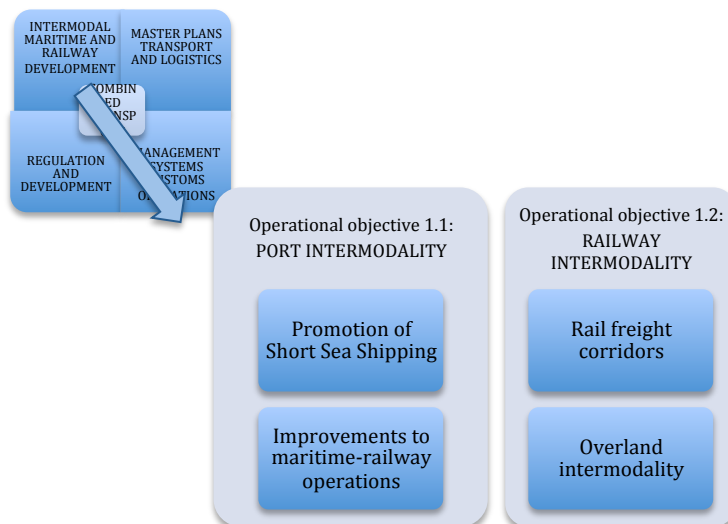 INTERMODAL
MARITIME AND
RAILWAY
DEVELOPMENT
MASTER PLANS
TRANSPORT
AND LOGISTICS
REGULATION
AND
DEVELOPMENT
Operational objective 1.1:
PORT INTERMODALITY
Promotion of
Short Sea Shipping
Improvements to
maritime-railway
operations
Operational objective 1.2:
RAILWAY
INTERMODALITY
Rail freight
corridors
Overland
intermodality